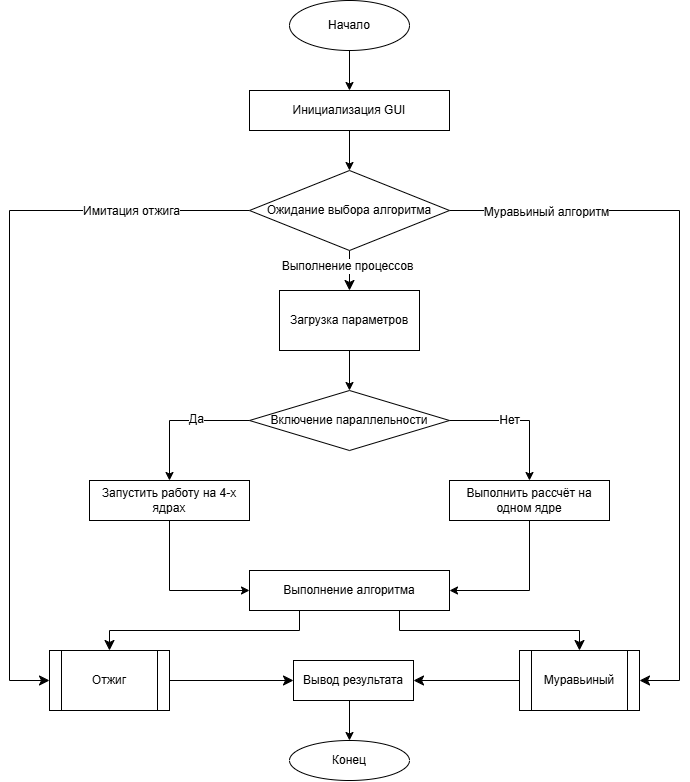 Начало
Инициализация GUI
Имитация отжига
Ожидание выбора алгоритма
Муравьиный алгоритм
Выполнение процессов
Загрузка параметров
Да
Включение параллельности
Нет
Запустить работу на 4-х
ядрах
Выполнить рассчёт на
одном ядре
Выполнение алгоритма
Отжиг
Вывод результата
Муравьиный
Конец